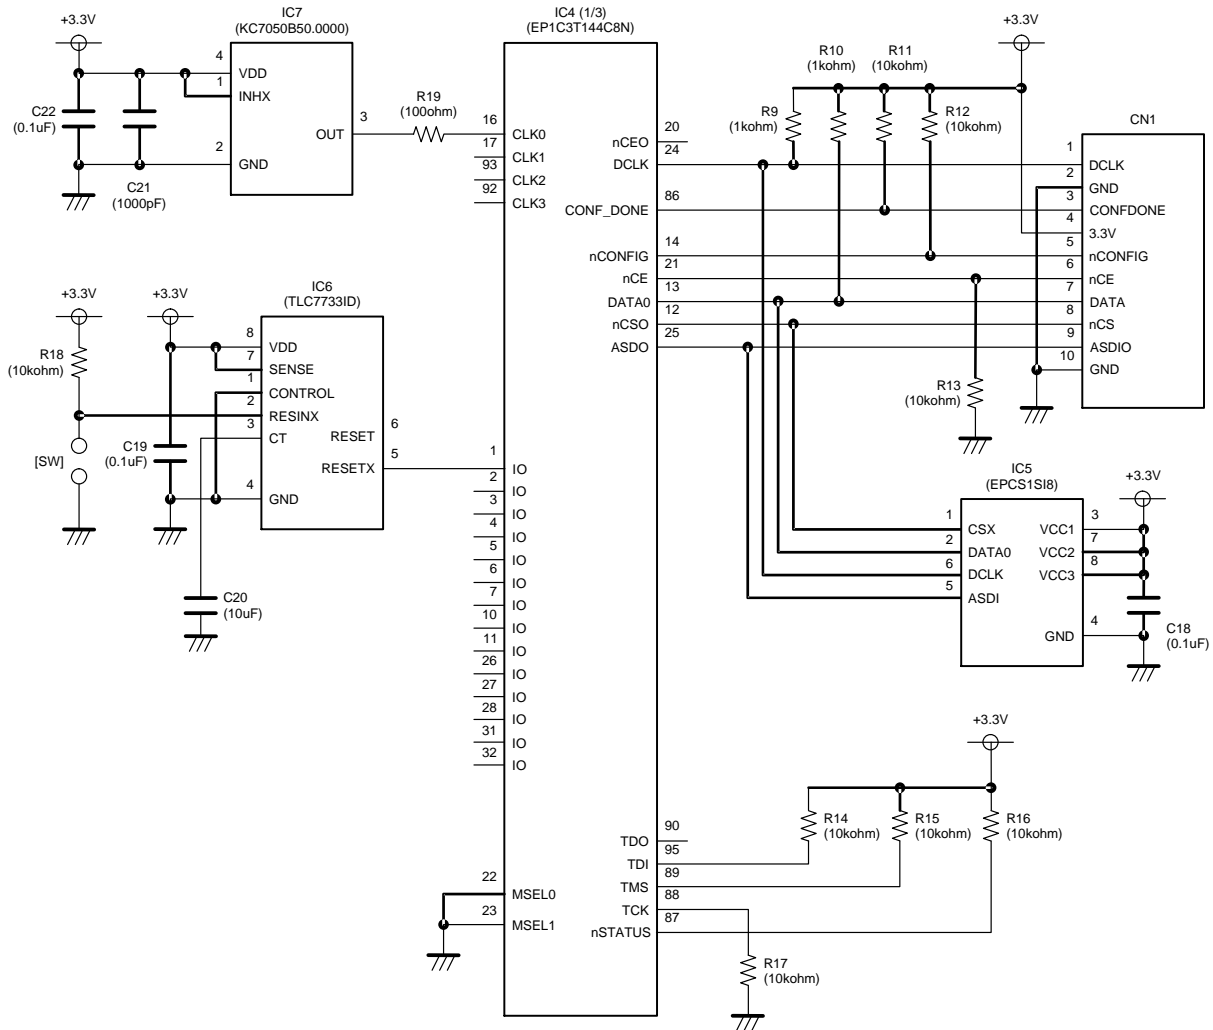 IC7
(KC7050B50.0000)
+3.3V
4
VDD
1
INHX
C22
(0.1uF)
3
OUT
2
GND
C21
(1000pF)
R19
(100ohm)
IC4 (1/3)
(EP1C3T144C8N)
16
CLK0
17
CLK1
93
CLK2
92
CLK3
20
nCEO
24
DCLK
86
CONF_DONE
14
nCONFIG
21
nCE
13
DATA0
12
nCSO
25
ASDO
R10
(1kohm)
R11
(10kohm)
+3.3V
R9
(1kohm)
R12
(10kohm)
CN1
1
DCLK
2
GND
3
CONFDONE
4
3.3V
5
nCONFIG
6
nCE
7
DATA
8
nCS
9
ASDIO
10
GND
R13
(10kohm)
IC6
(TLC7733ID)
+3.3V
+3.3V
R18
(10kohm)
8
VDD
7
SENSE
1
CONTROL
2
RESINX
3
CT
6
RESET
5
RESETX
4
GND
[SW]
C19
(0.1uF)
C20
(10uF)
1
IO
2
IO
3
IO
4
IO
5
IO
6
IO
7
IO
10
IO
11
IO
26
IO
27
IO
28
IO
31
IO
32
IO
IC5
(EPCS1SI8)
+3.3V
1
CSX
2
DATA0
6
DCLK
5
ASDI
3
VCC1
7
VCC2
8
VCC3
4
GND
C18
(0.1uF)
+3.3V
R14
(10kohm)
R15
(10kohm)
R16
(10kohm)
90
TDO
95
TDI
89
TMS
88
TCK
87
nSTATUS
22
MSEL0
23
MSEL1
R17
(10kohm)